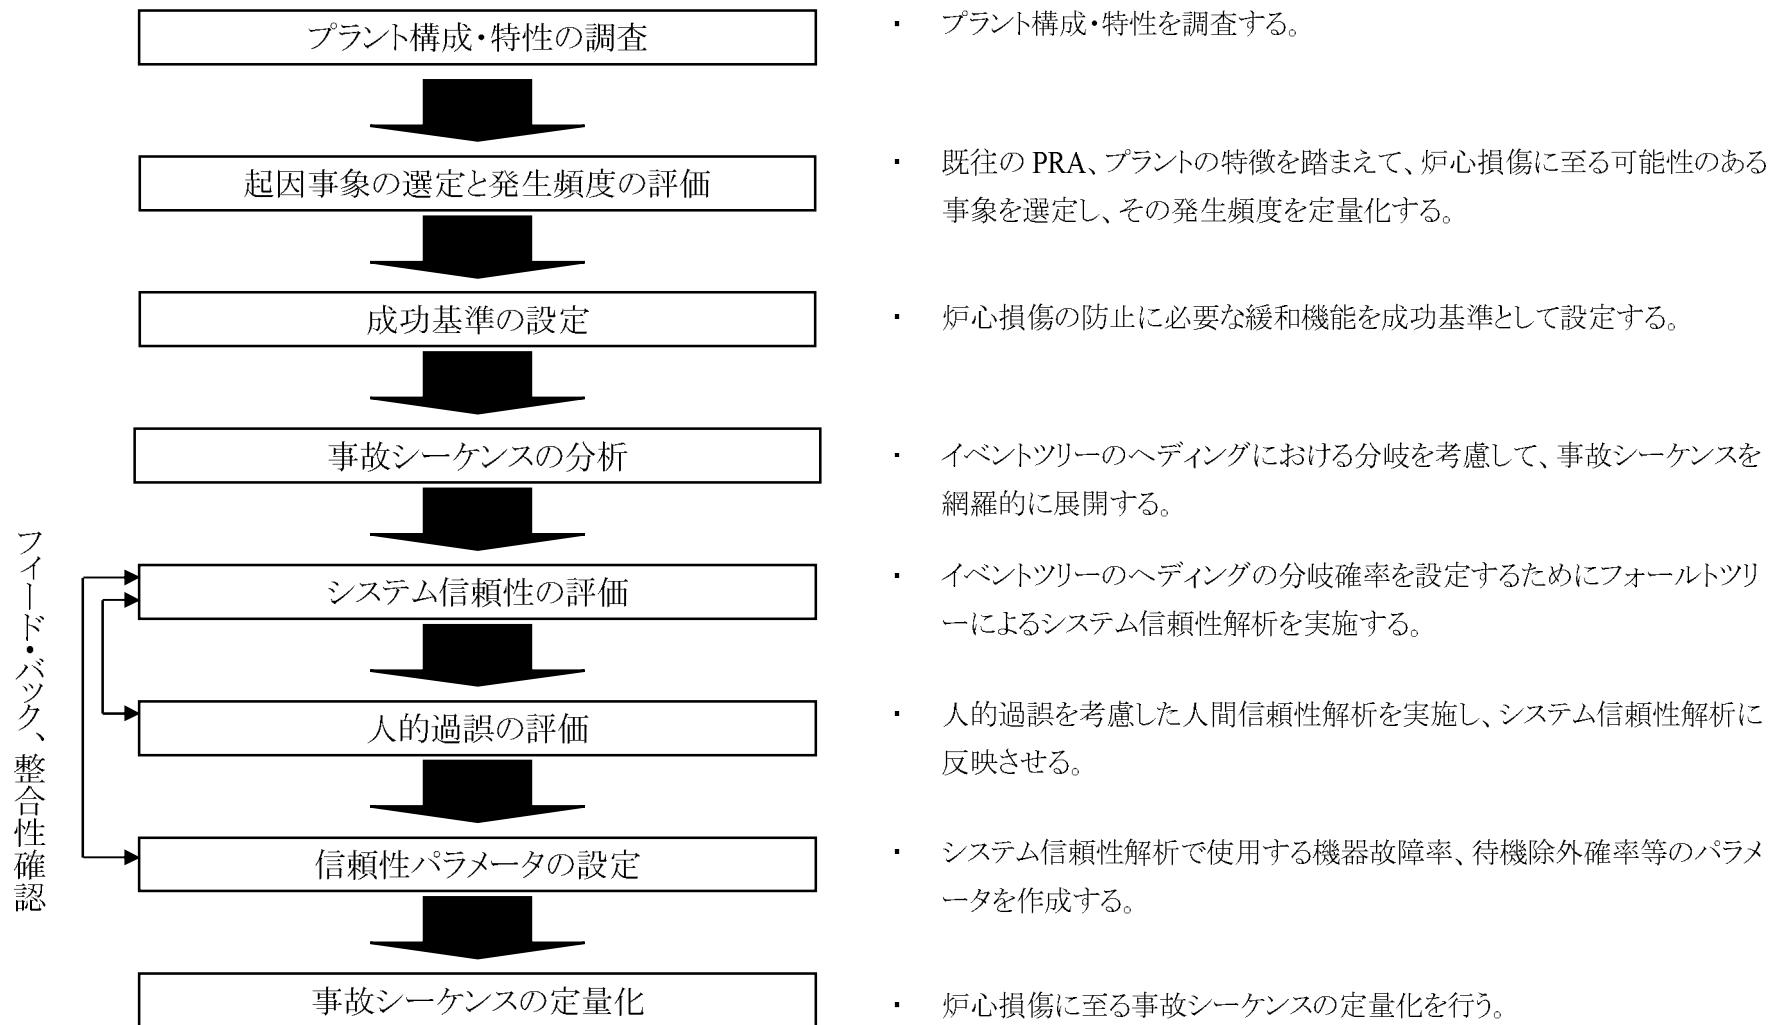 プラント構成・特性の調査
・ プラント構成・特性を調査する。
起因事象の選定と発生頻度の評価
・ 既往の PRA、プラントの特徴を踏まえて、炉心損傷に至る可能性のある
事象を選定し、その発生頻度を定量化する。
成功基準の設定
・ 炉心損傷の防止に必要な緩和機能を成功基準として設定する。
事故シーケンスの分析
・ イベントツリーのヘディングにおける分岐を考慮して、事故シーケンスを
網羅的に展開する。
フィード・バック、整合性確認
システム信頼性の評価
・ イベントツリーのヘディングの分岐確率を設定するためにフォールトツリ
ーによるシステム信頼性解析を実施する。
人的過誤の評価
・ 人的過誤を考慮した人間信頼性解析を実施し、システム信頼性解析に
反映させる。
信頼性パラメータの設定
・ システム信頼性解析で使用する機器故障率、待機除外確率等のパラメ
ータを作成する。
事故シーケンスの定量化
・ 炉心損傷に至る事故シーケンスの定量化を行う。